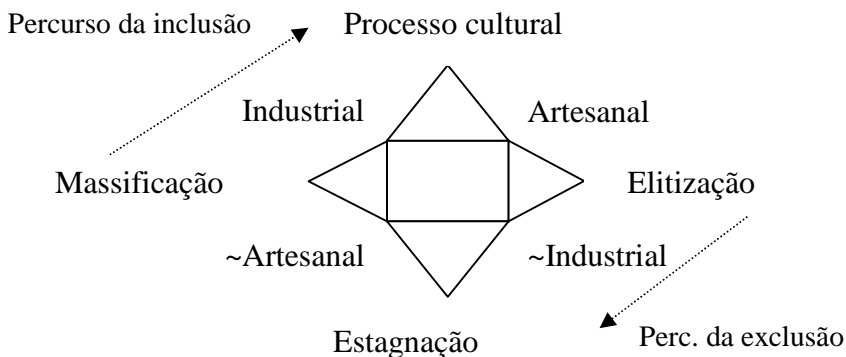 Percurso da inclusão Processo cultural
Industrial Artesanal
Massificação Elitização
~Artesanal ~Industrial
Estagnação Perc. da exclusão